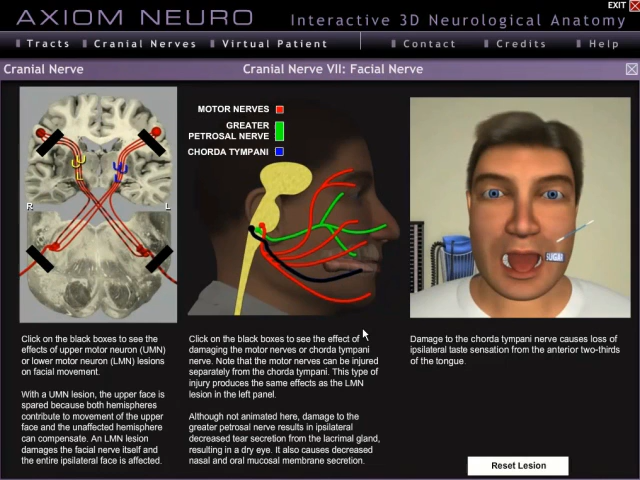 EXIT
AXIOM NEURO
Interactive 3D Neurological Anatomy
Tracts
Cranial Nerves
Virtual Patient
Contact
Credits
Help
Cranial Nerve
Cranial Nerve VII: Facial Nerve
R
L
MOTOR NERVES
GREATER
PETROSAL NERVE
CHORDA TYMPANI
SUGAR
Click on the black boxes to see the
effects of upper motor neuron (UMN)
or lower motor neuron (LMN) lesions
on facial movement.
With a UMN lesion, the upper face is
spared because both hemispheres
contribute to movement of the upper
face and the unaffected hemisphere
can compensate. An LMN lesion
damages the facial nerve itself and
the entire ipsilateral face is affected.
Click on the black boxes to see the effect of
damaging the motor nerves or chorda tympani
nerve. Note that the motor nerves can be injured
separately from the chorda tympani. This type of
injury produces the same effects as the LMN
lesion in the left panel.
Although not animated here, damage to the
greater petrosal nerve results in ipsilateral
decreased tear secretion from the lacrimal gland,
resulting in a dry eye. It also causes decreased
nasal and oral mucosal membrane secretion.
Damage to the chorda tympani nerve causes loss of
ipsilateral taste sensation from the anterior two-thirds
of the tongue.
Reset Lesion